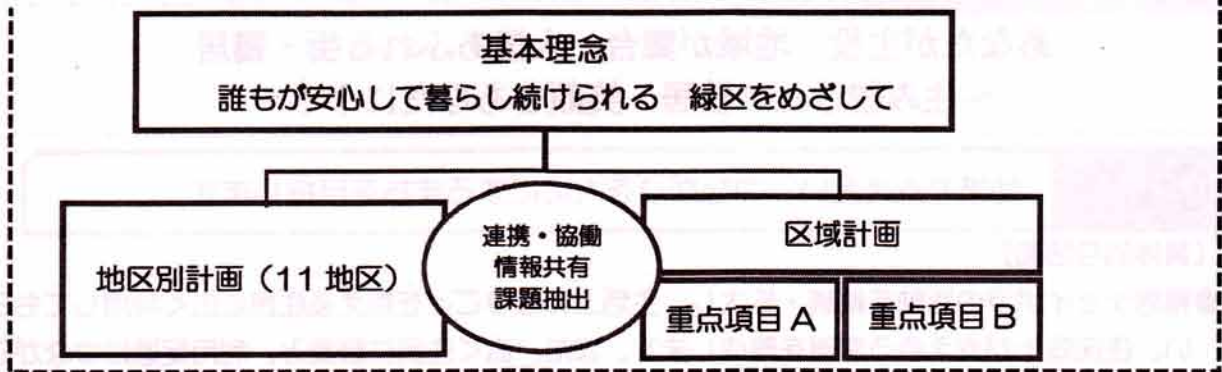 基本理念
誰もが安心して暮らし続けられる 緑区をめざして
地区別計画（11 地区）
連携・協働
情報共有
課題抽出
区域計画
重点項目 A
重点項目 B